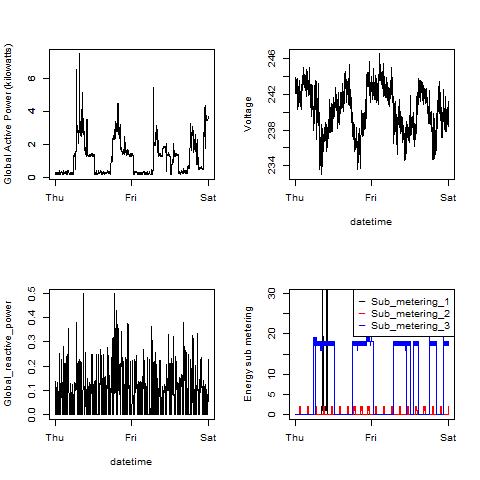 Global Active Power (kilowatts)
0 2 4 6
Thu Fri Sat
Voltage
234 238 242 246
Thu Fri Sat
datetime
Global_reactive_power
0.0 0.1 0.2 0.3 0.4 0.5
Thu Fri Sat
datetime
Energy sub metering
0 5 10 20 30
Sub_metering_1
Sub_metering_2
Sub_metering_3
Thu Fri Sat